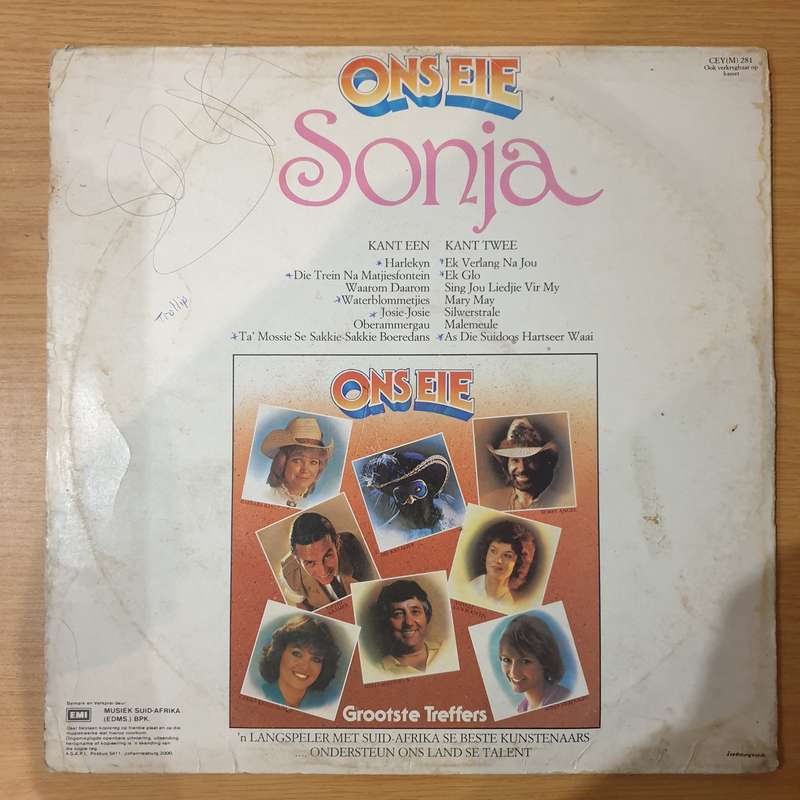 ONS EIE
CEY(M) 281
Ook verkrygbaar op
kasset
Sonja
KANT EEN
Harlekyn
Die Trein Na Matjiesfontein
Waarom Daarom
Waterblommetjies
Josie-Josie
Oberammergau
Ta' Mossie Se Sakkie-Sakkie Boeredans
KANT TWEE
Ek Verlang Na Jou
Ek Glo
Sing Jou Liedjie Vir My
Mary May
Silwerstrale
Malemeule
As Die Suidoos Hartseer Waai
Trollip
ONS EIE
BOBBY ANGEL
Grootste Treffers
'n LANGSPELER MET SUID-AFRIKA SE BESTE KUNSTENAARS
.... ONDERSTEUN ONS LAND SE TALENT
EMI
MUSIEK SUID-AFRIKA
(EDMS.) BPK.